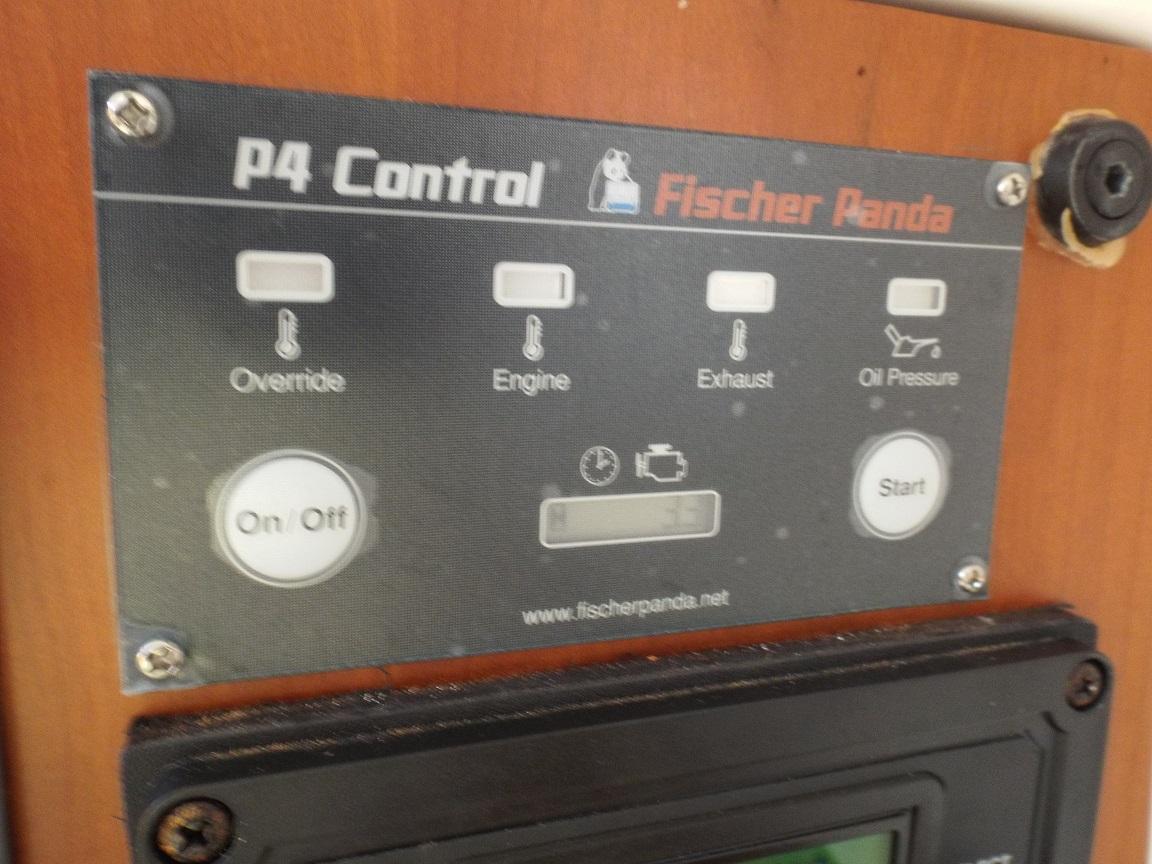 P4 Control Fischer Panda
Override Engine Exhaust Oil Pressure
On/Off Start
www.fischerpanda.net